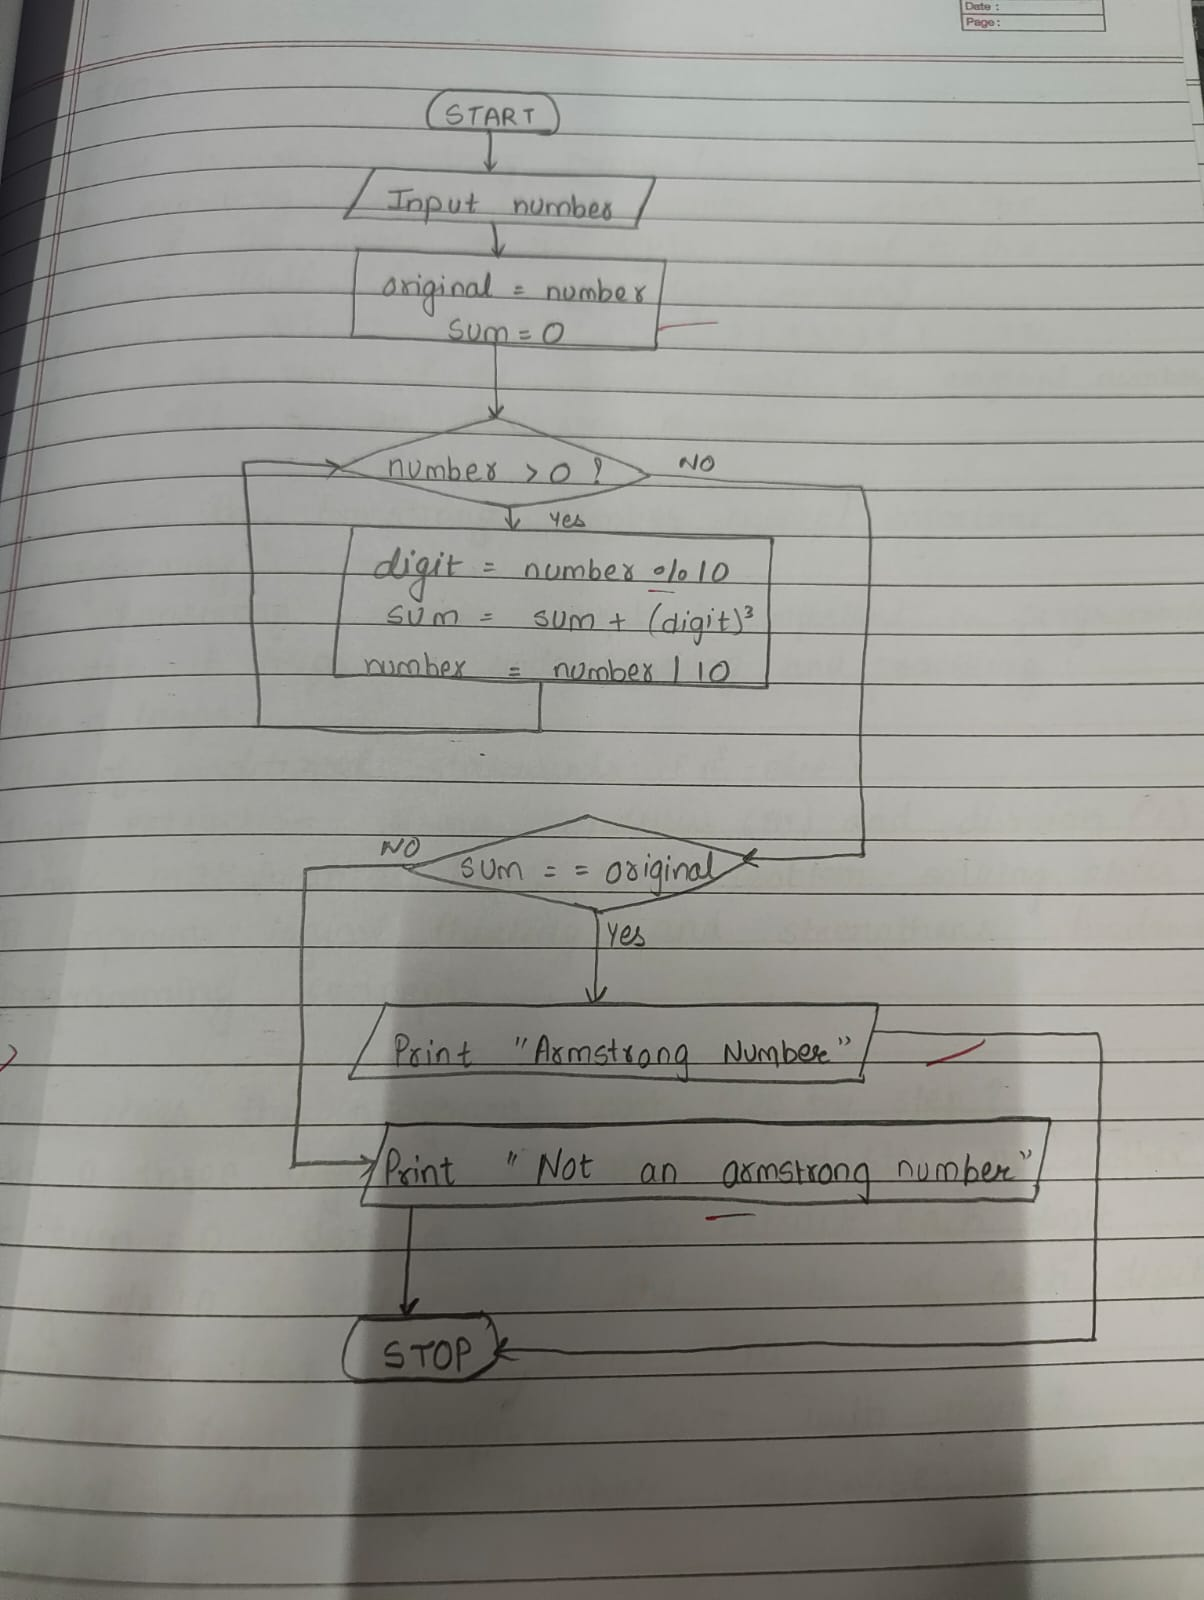 Date :
Page :
START
Input number
original = number
sum = 0
number > 0 ?
NO
yes
digit = number % 10
sum = sum + (digit)³
number = number / 10
NO
sum = = original
yes
Print "Armstrong Number"
Print "Not an armstrong number"
STOP